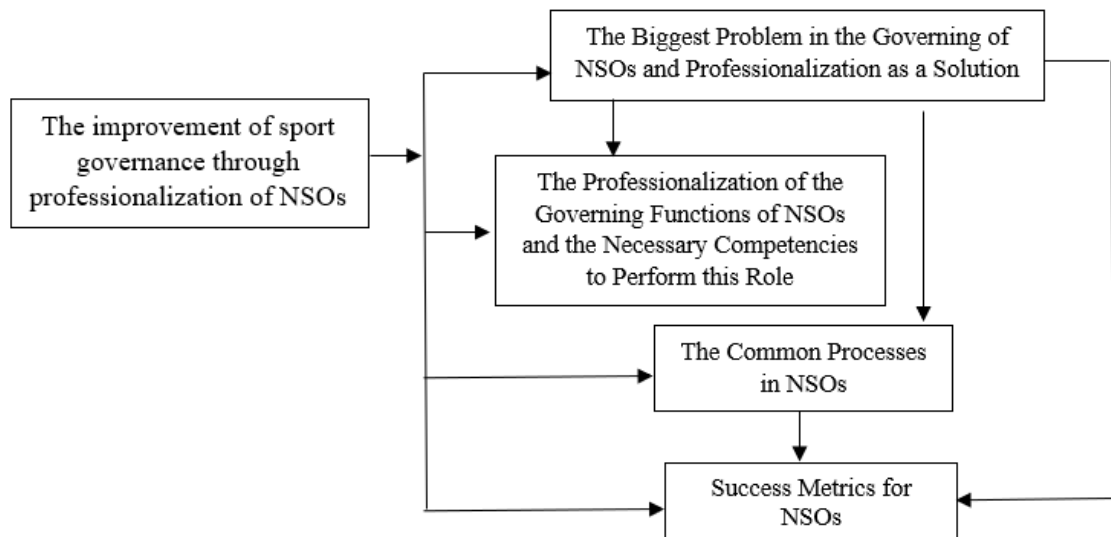 The Biggest Problem in the Governing of
NSOs and Professionalization as a Solution
The improvement of sport
governance through
professionalization of NSOs
The Professionalization of the
Governing Functions of NSOs
and the Necessary Competencies
to Perform this Role
The Common Processes
in NSOs
Success Metrics for
NSOs